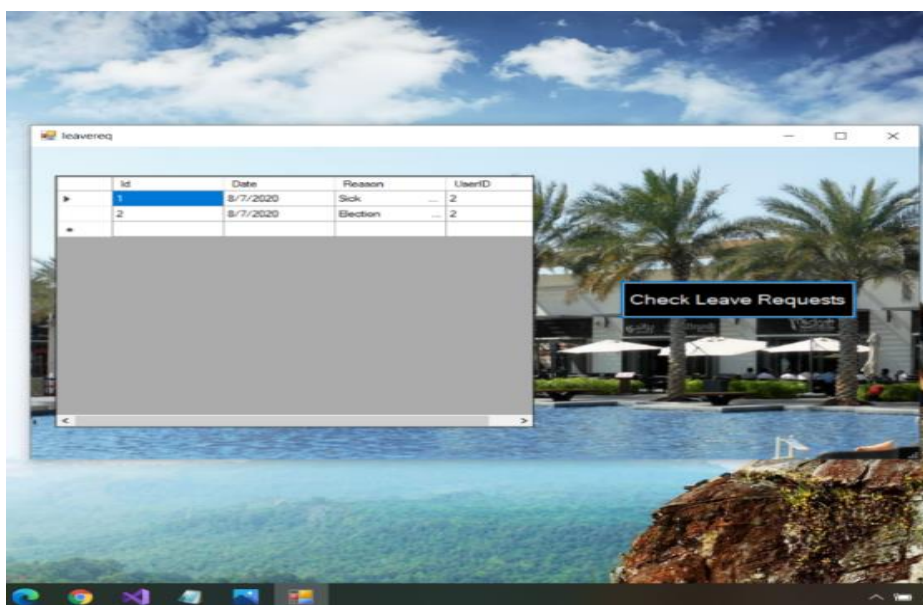 leavereq
Id Date Reason UserID
1 8/7/2020 Sick ... 2
2 8/7/2020 Election ... 2
Check Leave Requests